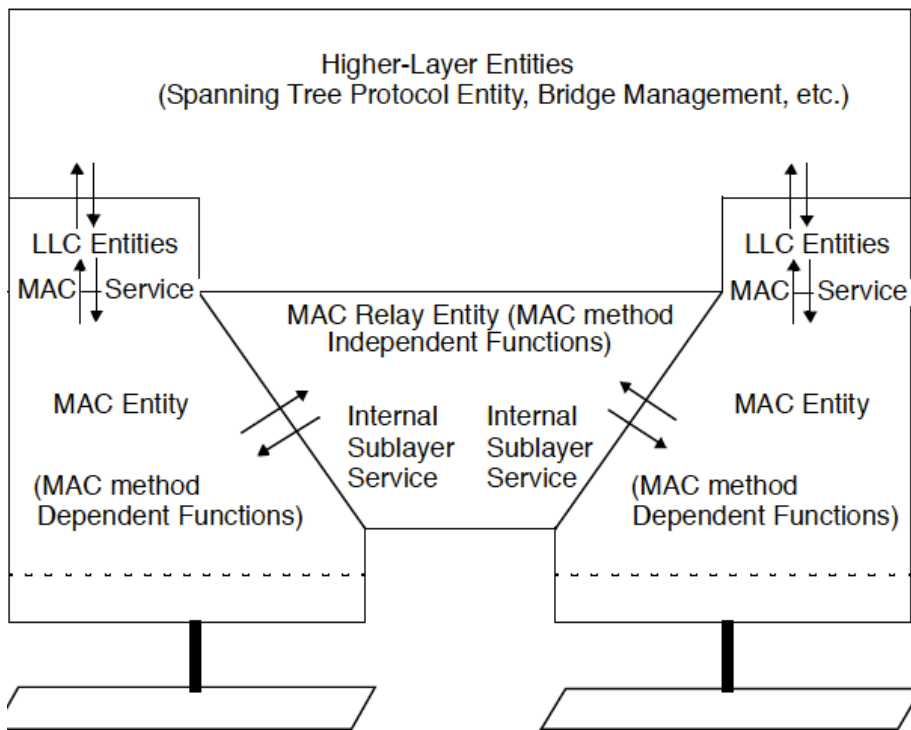 Higher-Layer Entities
(Spanning Tree Protocol Entity, Bridge Management, etc.)
LLC Entities
MAC Service
LLC Entities
MAC Service
MAC Relay Entity (MAC method
Independent Functions)
MAC Entity
(MAC method
Dependent Functions)
Internal
Sublayer
Service
Internal
Sublayer
Service
MAC Entity
(MAC method
Dependent Functions)